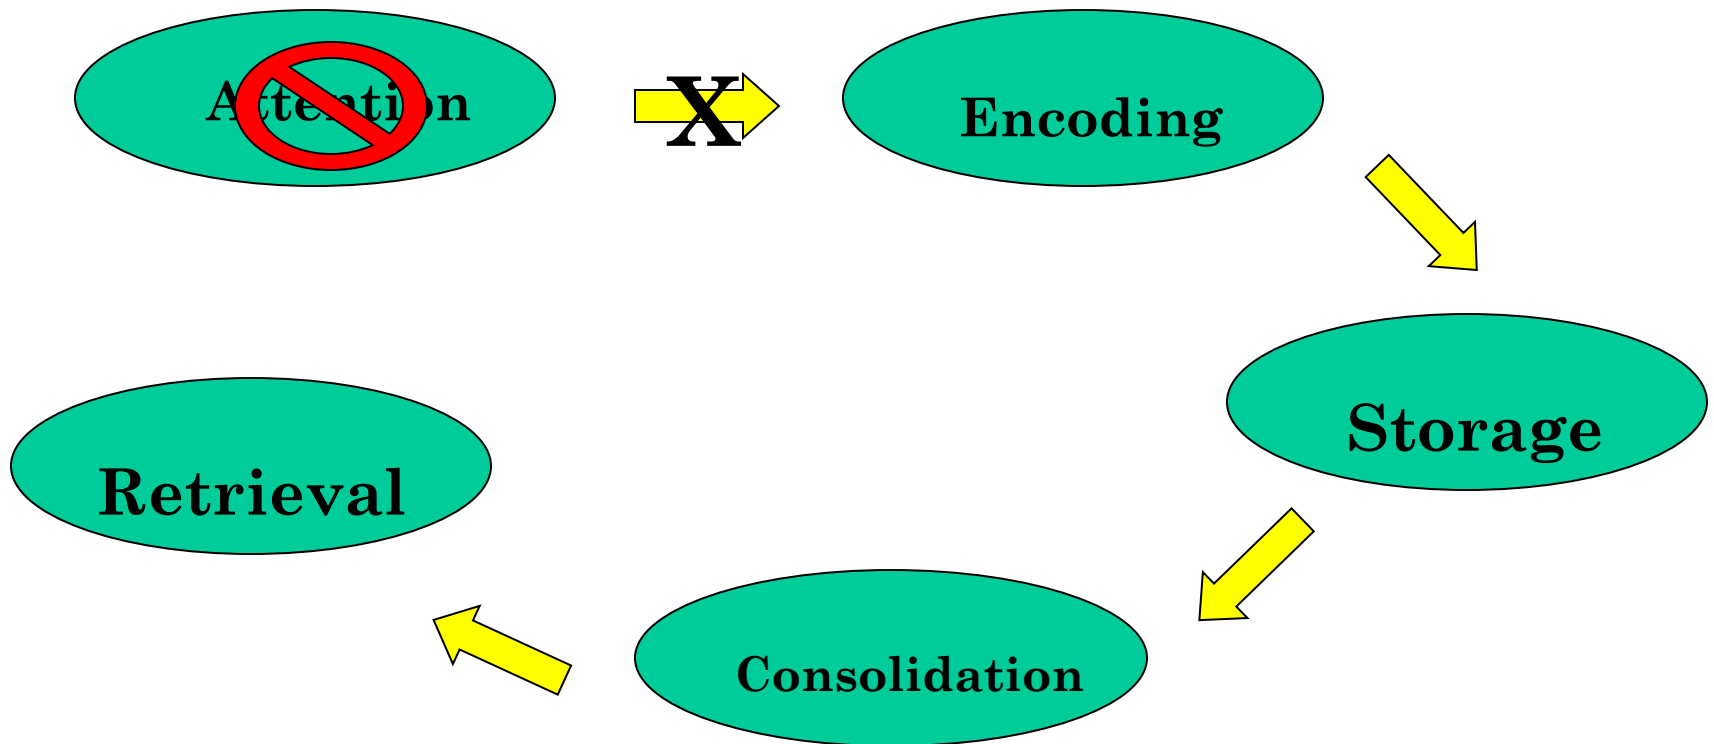 Attention
X
Encoding
Storage
Consolidation
Retrieval